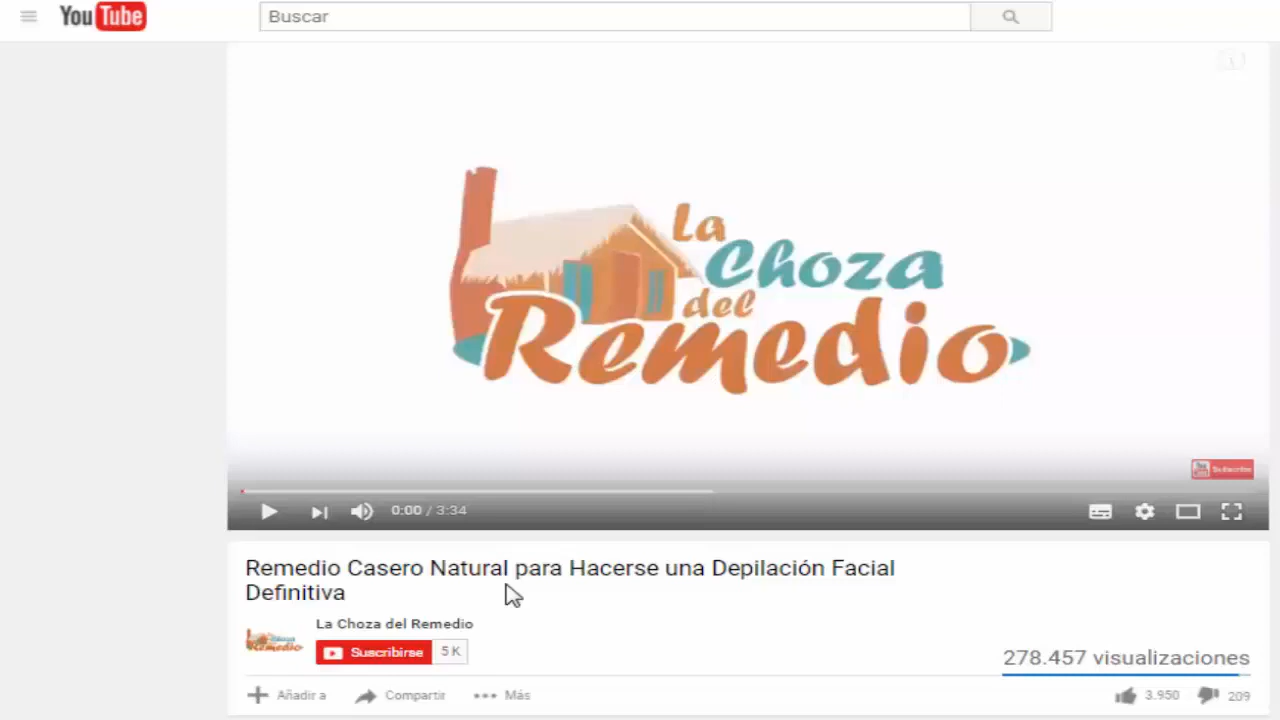 YouTube
Buscar
La
Choza
del
Remedio
Subscribe
0:00 / 3:34
Remedio Casero Natural para Hacerse una Depilación Facial
Definitiva
La Choza del Remedio
Suscribirse 5 K
278.457 visualizaciones
Añadir a Compartir Más 3.950 209